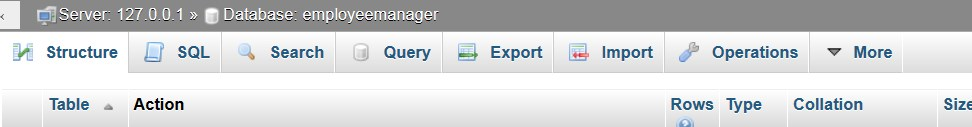 Server: 127.0.0.1 » Database: employeemanager
Structure SQL Search Query Export Import Operations More
Table Action Rows Type Collation Size